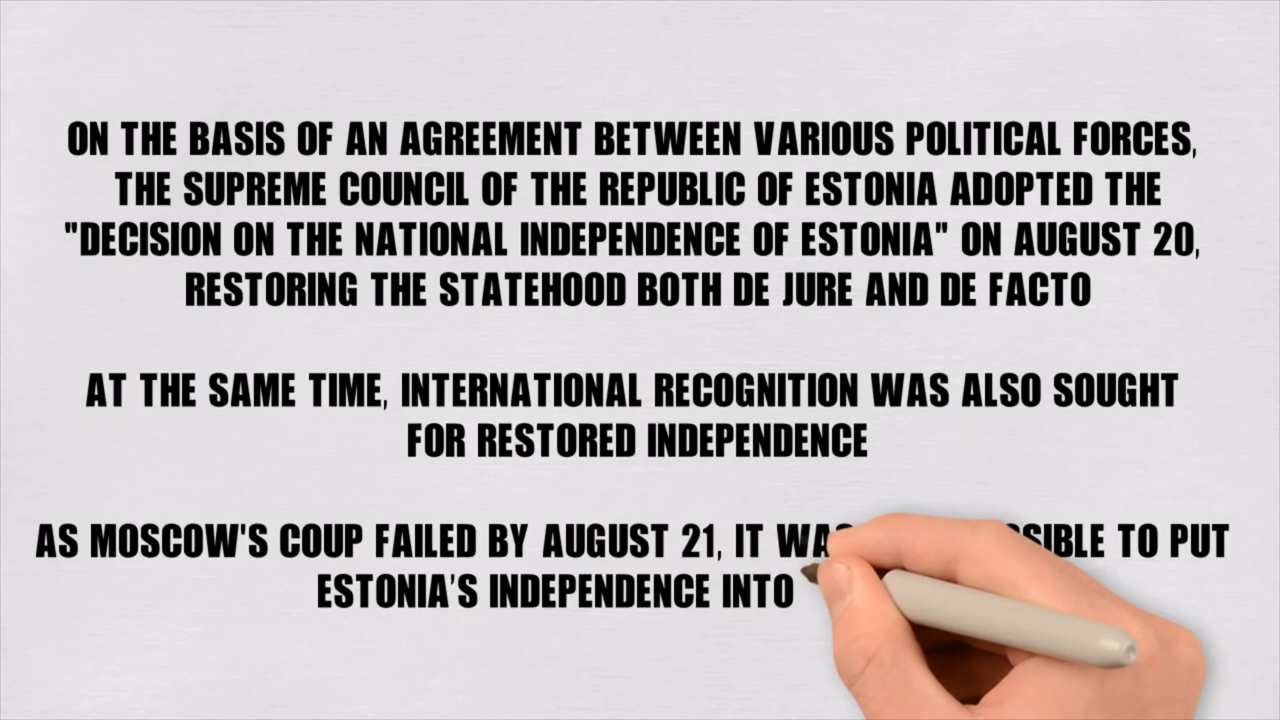 ON THE BASIS OF AN AGREEMENT BETWEEN VARIOUS POLITICAL FORCES,
THE SUPREME COUNCIL OF THE REPUBLIC OF ESTONIA ADOPTED THE
"DECISION ON THE NATIONAL INDEPENDENCE OF ESTONIA" ON AUGUST 20,
RESTORING THE STATEHOOD BOTH DE JURE AND DE FACTO
AT THE SAME TIME, INTERNATIONAL RECOGNITION WAS ALSO SOUGHT
FOR RESTORED INDEPENDENCE
AS MOSCOW'S COUP FAILED BY AUGUST 21, IT TO PUT
ESTONIA'S INDEPENDENCE INTO